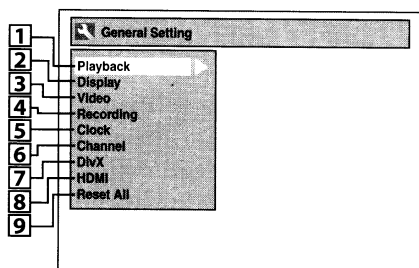 General Setting
1 Playback
2 Display
3 Video
4 Recording
5 Clock
6 Channel
7 DivX
8 HDMI
9 Reset All